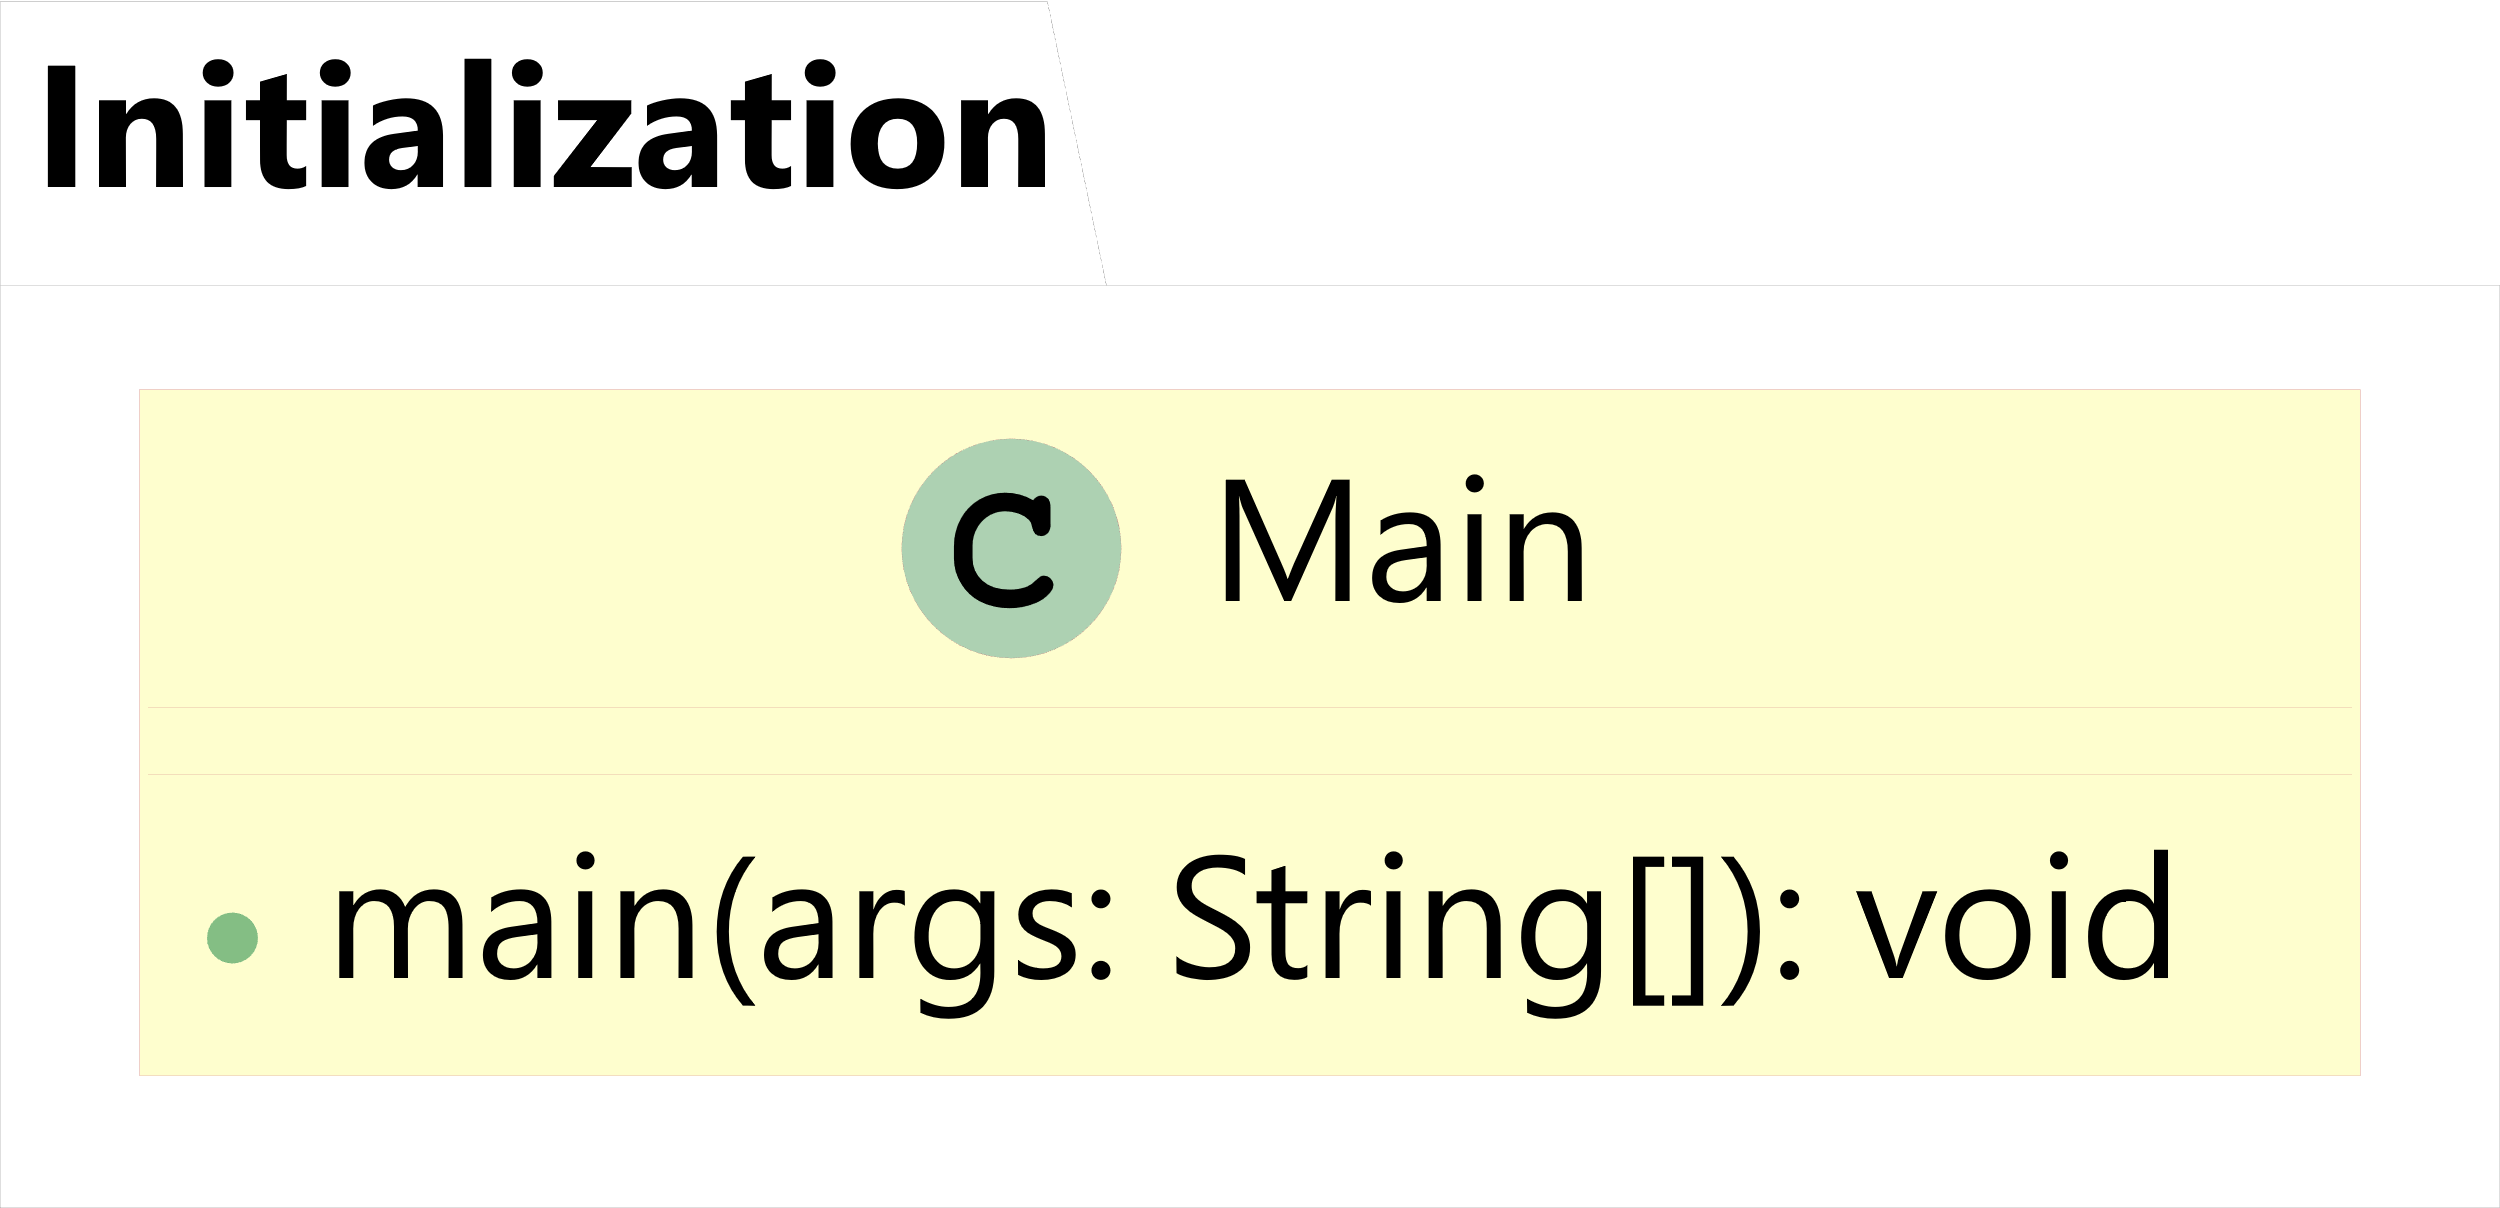 Initialization
C Main
main(args: String[]): void